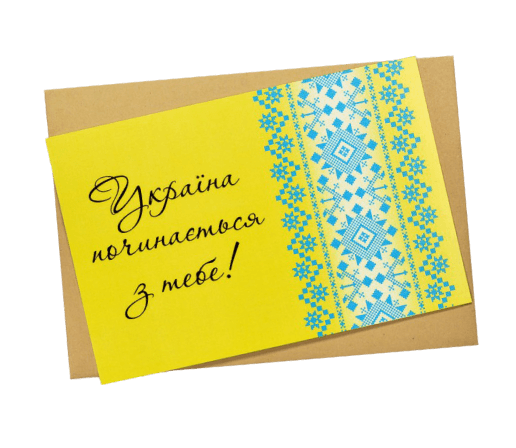 Україна
починається
з тебе!